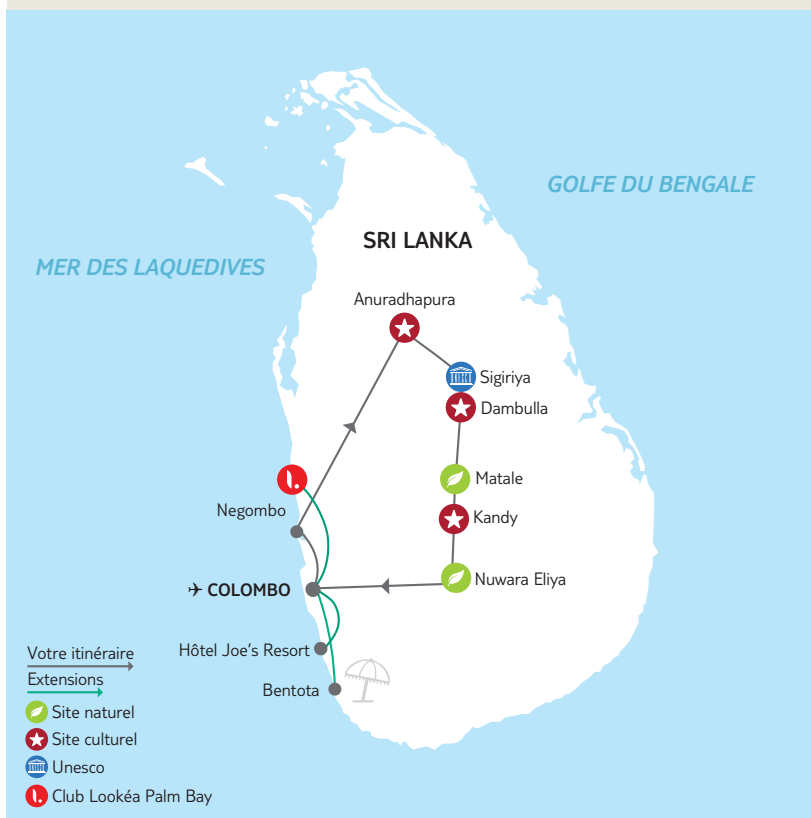 GOLFE DU BENGALE
SRI LANKA
MER DES LAQUEDIVES
Anuradhapura
Sigiriya
Dambulla
Matale
Negombo
Kandy
Nuwara Eliya
COLOMBO
Hôtel Joe's Resort
Bentota
Votre itinéraire
Extensions
Site naturel
Site culturel
Unesco
Club Lookéa Palm Bay